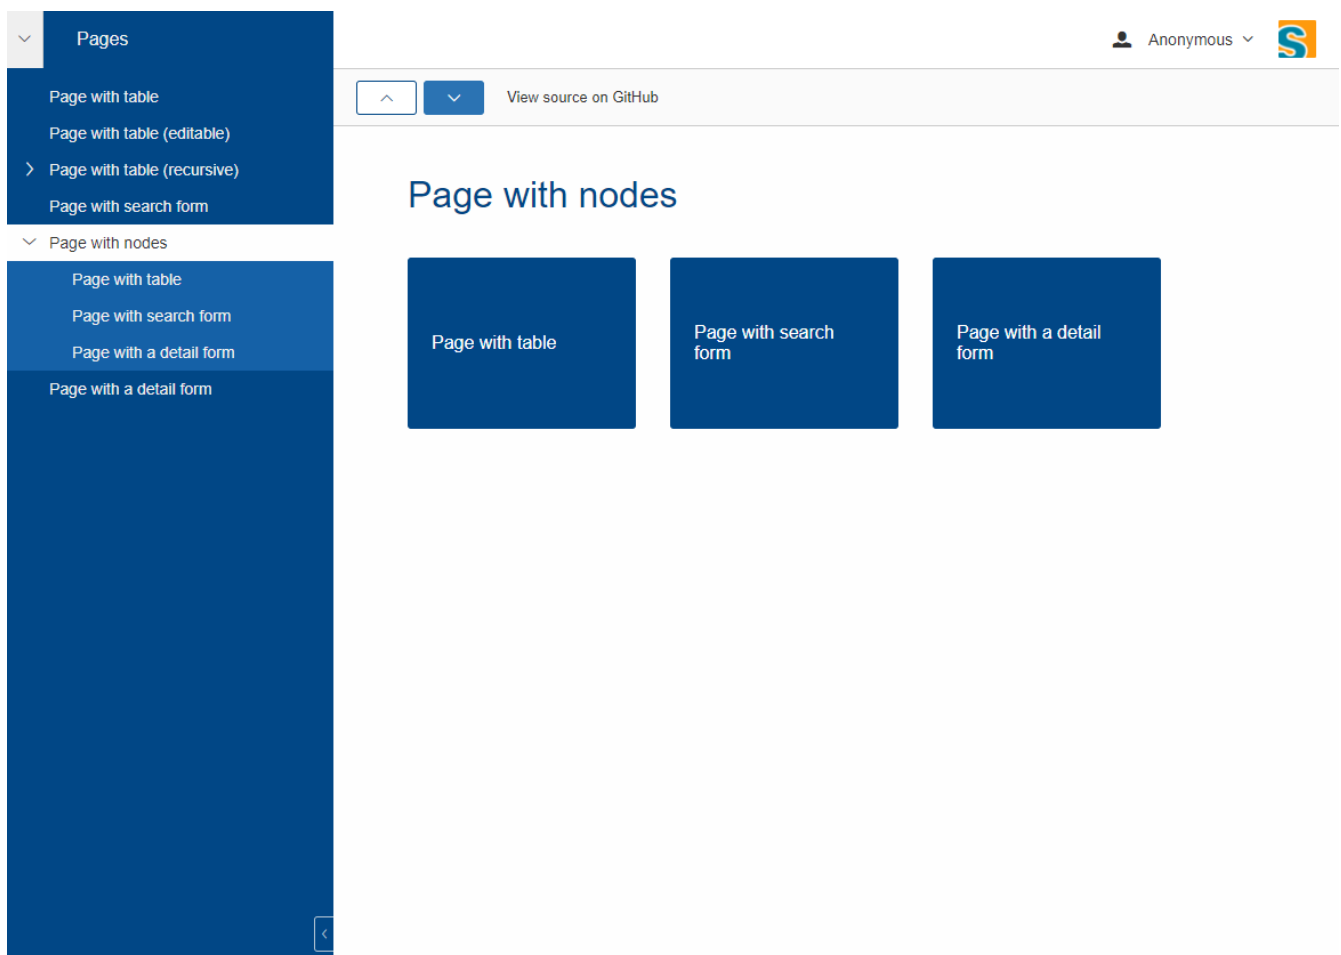 Pages
Anonymous
Page with table
Page with table (editable)
Page with table (recursive)
Page with search form
Page with nodes
Page with table
Page with search form
Page with a detail form
Page with a detail form
View source on GitHub
Page with nodes
Page with table
Page with search
form
Page with a detail
form